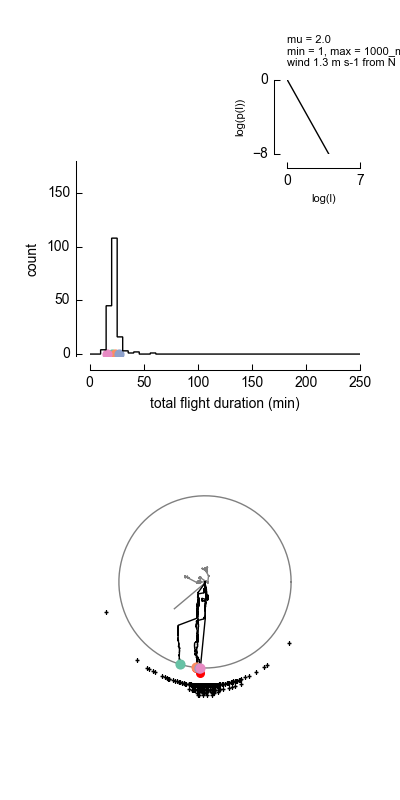 mu = 2.0
min = 1, max = 1000_m
wind 1.3 m s-1 from N
0
−8
log(p(l))
0
7
log(l)
150
100
50
0
count
0
50
100
150
200
250
total flight duration (min)